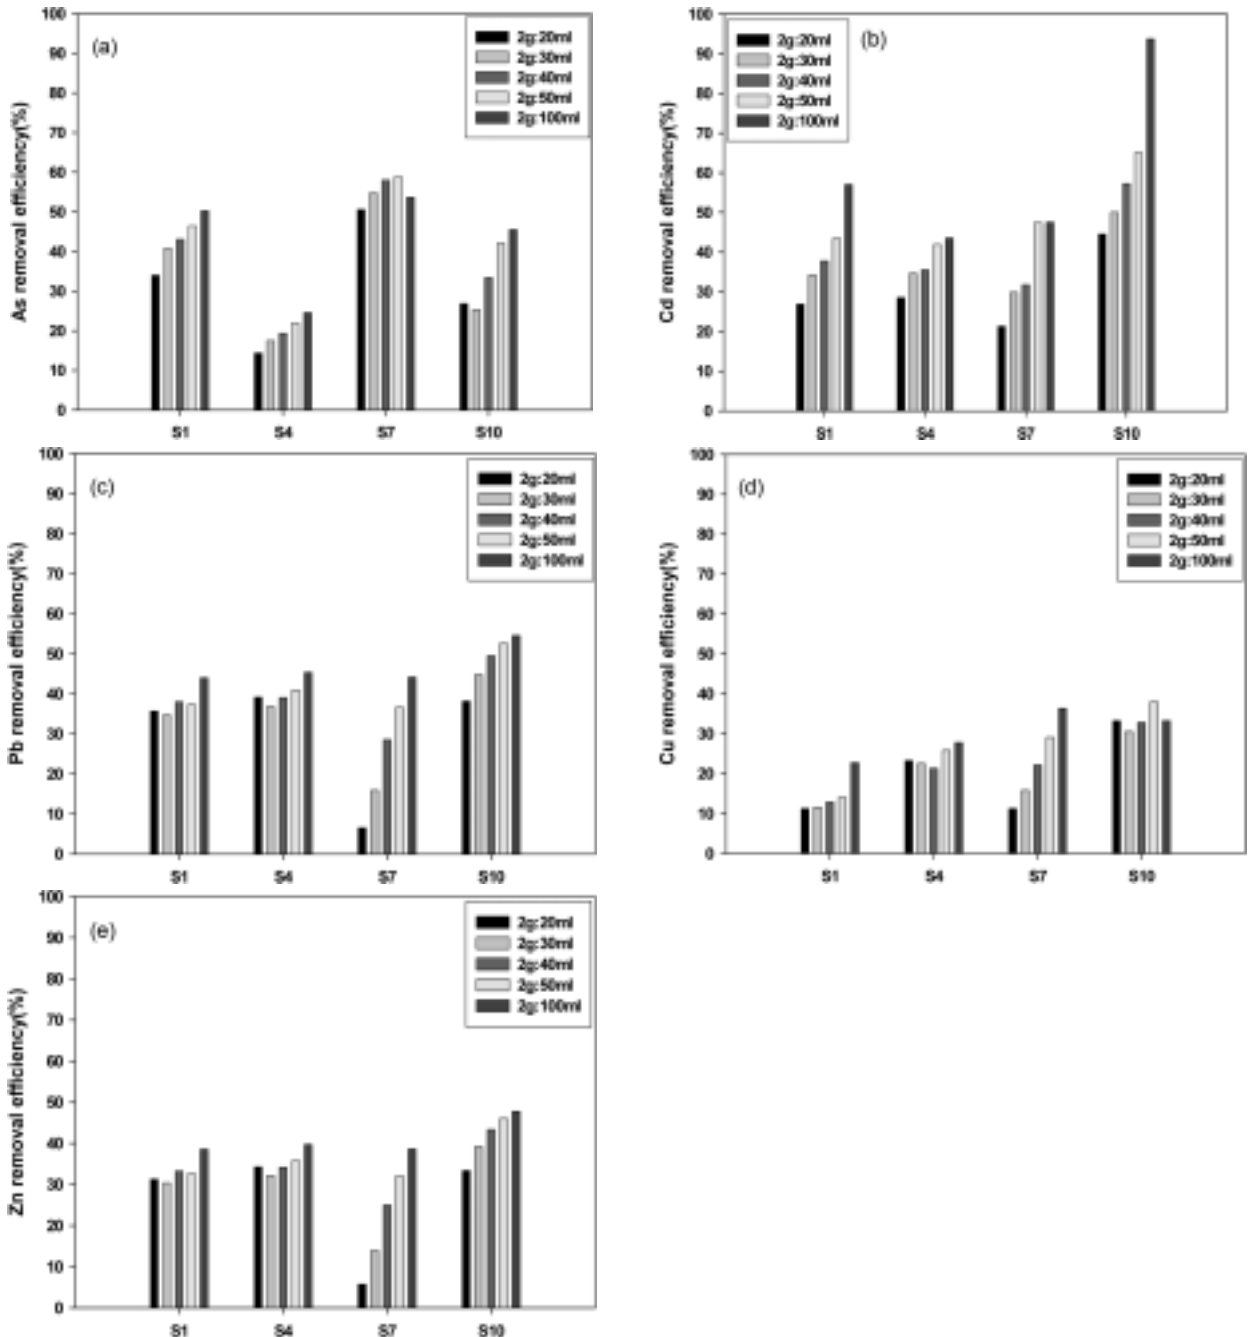 (a)
2g:20ml
2g:30ml
2g:40ml
2g:50ml
2g:100ml
As removal efficiency(%)
100
90
80
70
60
50
40
30
20
10
0
S1 S4 S7 S10
(b)
2g:20ml
2g:30ml
2g:40ml
2g:50ml
2g:100ml
Cd removal efficiency(%)
100
90
80
70
60
50
40
30
20
10
0
S1 S4 S7 S10
(c)
2g:20ml
2g:30ml
2g:40ml
2g:50ml
2g:100ml
Pb removal efficiency(%)
100
90
80
70
60
50
40
30
20
10
0
S1 S4 S7 S10
(d)
2g:20ml
2g:30ml
2g:40ml
2g:50ml
2g:100ml
Cu removal efficiency(%)
100
90
80
70
60
50
40
30
20
10
0
S1 S4 S7 S10
(e)
2g:20ml
2g:30ml
2g:40ml
2g:50ml
2g:100ml
Zn removal efficiency(%)
100
90
80
70
60
50
40
30
20
10
0
S1 S4 S7 S10